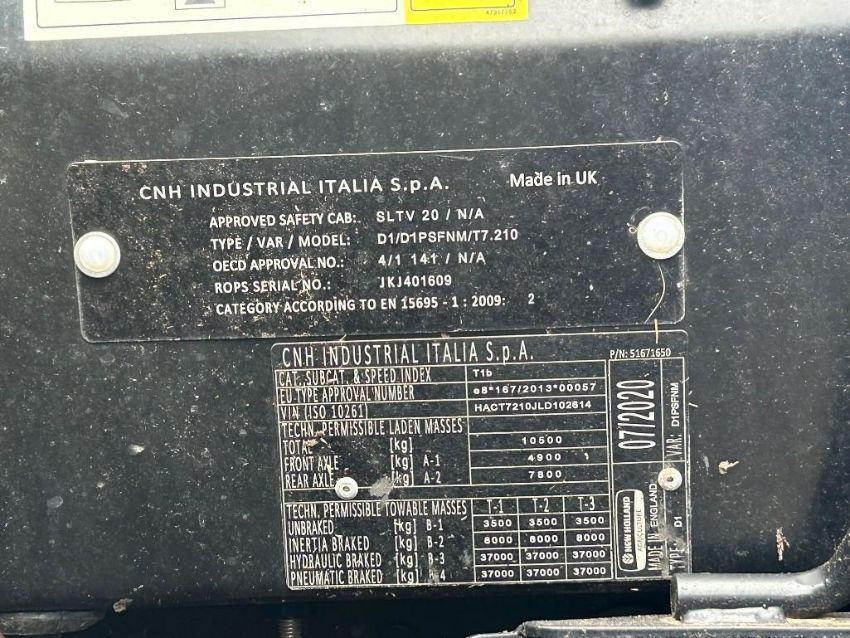 CNH INDUSTRIAL ITALIA S.p.A. Made in UK
APPROVED SAFETY CAB: SLTV 20 / N/A
TYPE / VAR / MODEL: D1/D1PSFNM/T7.210
OECD APPROVAL NO.: 4/1 141 / N/A
ROPS SERIAL NO.: JKJ401609
CATEGORY ACCORDING TO EN 15695 - 1 : 2009: 2
CNH INDUSTRIAL ITALIA S.p.A. P/N: 51671650
CAT., SUBCAT. & SPEED INDEX T1b
EU TYPE APPROVAL NUMBER e8*167/2013*00057
VIN (ISO 10261) HACT7210JLD102614
TECHN. PERMISSIBLE LADEN MASSES
TOTAL [kg] 10500
FRONT AXLE [kg] A-1 4900
REAR AXLE [kg] A-2 7800
TECHN. PERMISSIBLE TOWABLE MASSES T-1 T-2 T-3
UNBRAKED [kg] B-1 3500 3500 3500
INERTIA BRAKED [kg] B-2 8000 8000 8000
HYDRAULIC BRAKED [kg] B-3 37000 37000 37000
PNEUMATIC BRAKED [kg] B-4 37000 37000 37000
07/2020
VAR: D1PSFNM
NEW HOLLAND
AGRICULTURE
MADE IN ENGLAND
TYPE: D1